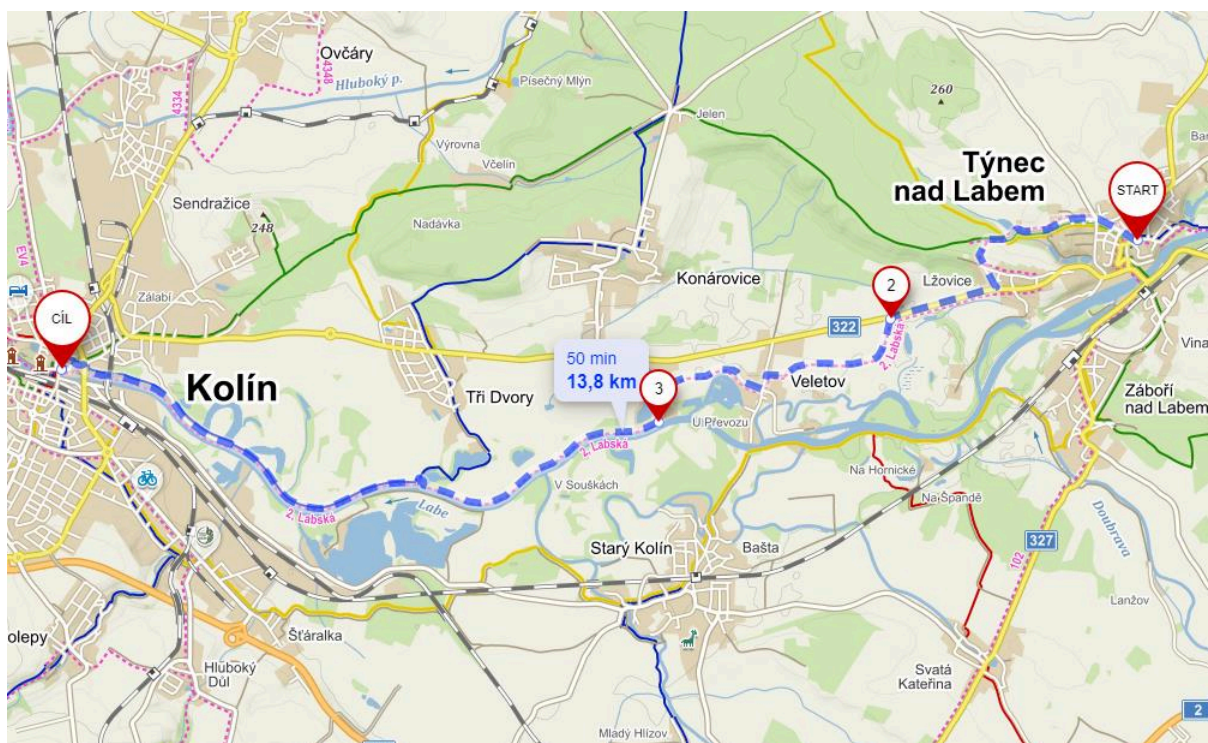 Ovčáry
4348
Hluboký p.
Písečný Mlýn
4334
Výrovna
Včelín
Jelen
260
Týnec
nad Labem
START
Sendražice
248
Nadávka
EV4
Zálabí
Konárovice
Lžovice
2
322
2, Labská
CÍL
Kolín
50 min
13,8 km
3
Tři Dvory
Veletov
U Převozu
2, Labská
Záboří
nad Labem
V Souškách
Na Hornické
Na Špandě
Labe
2, Labská
Starý Kolín
Bašta
Doubrava
327
102
Lanžov
olepy
Šťáralka
Hluboký
Důl
Svatá
Kateřina
Mladý Hlízov
2